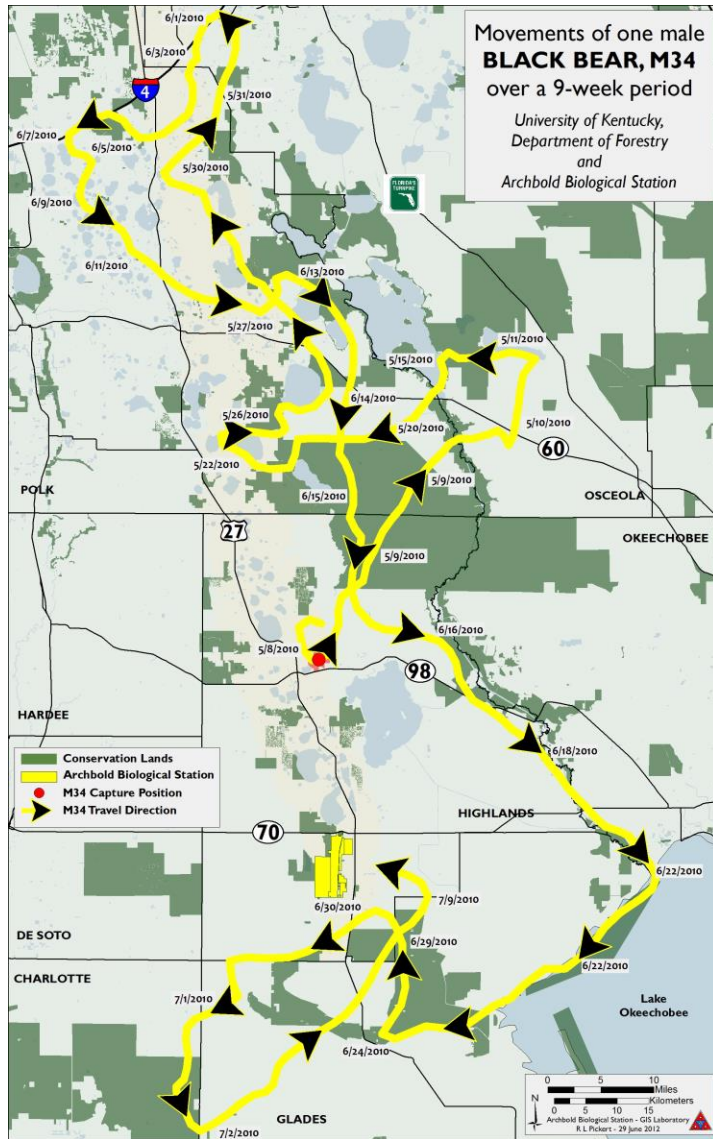 Movements of one male
BLACK BEAR, M34
over a 9-week period
University of Kentucky,
Department of Forestry
and
Archbold Biological Station
6/1/2010
6/3/2010
4
5/31/2010
6/7/2010
6/5/2010
5/30/2010
FLORIDA'S
TURNPIKE
6/9/2010
6/11/2010
6/13/2010
5/27/2010
5/11/2010
5/15/2010
6/14/2010
5/26/2010
5/20/2010
5/10/2010
60
5/22/2010
5/9/2010
POLK
6/15/2010
OSCEOLA
27
OKEECHOBEE
5/9/2010
6/16/2010
5/8/2010
98
HARDEE
6/18/2010
Conservation Lands
Archbold Biological Station
M34 Capture Position
M34 Travel Direction
HIGHLANDS
70
6/22/2010
7/9/2010
6/30/2010
DE SOTO
6/29/2010
CHARLOTTE
6/22/2010
7/1/2010
Lake
Okeechobee
6/24/2010
0 5 10
Miles
Kilometers
0 5 10 15
N
Archbold Biological Station - GIS Laboratory
R L Pickert - 29 June 2012
GLADES
7/2/2010